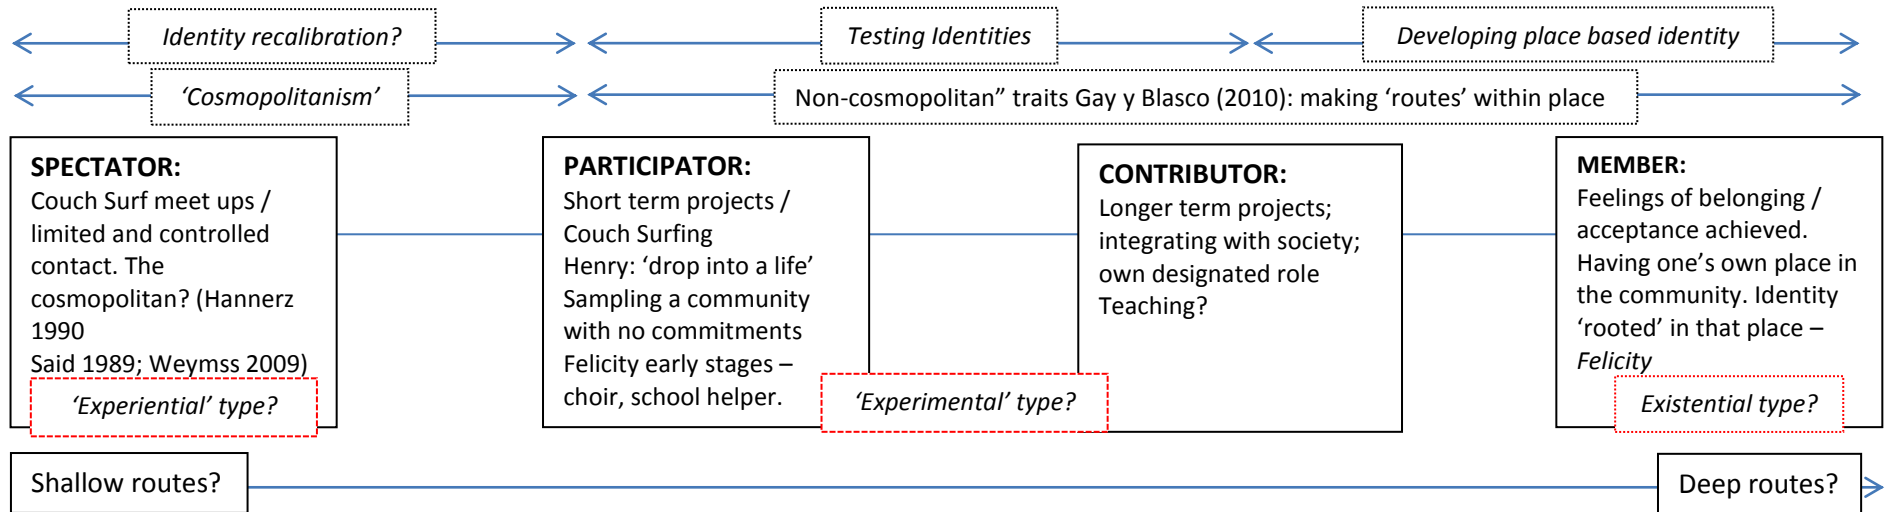 Identity recalibration?
Testing Identities
Developing place based identity
‘Cosmopolitanism’
Non-cosmopolitan” traits Gay y Blasco (2010): making ‘routes’ within place
SPECTATOR:
Couch Surf meet ups /
limited and controlled
contact. The
cosmopolitan? (Hannerz
1990
Said 1989; Weymss 2009)
‘Experiential’ type?
PARTICIPATOR:
Short term projects /
Couch Surfing
Henry: ‘drop into a life’
Sampling a community
with no commitments
Felicity early stages –
choir, school helper.
‘Experimental’ type?
CONTRIBUTOR:
Longer term projects;
integrating with society;
own designated role
Teaching?
MEMBER:
Feelings of belonging /
acceptance achieved.
Having one’s own place in
the community. Identity
‘rooted’ in that place –
Felicity
Existential type?
Shallow routes?
Deep routes?